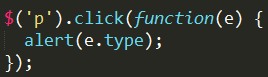 $('p').click(function(e) {
  alert(e.type);
});